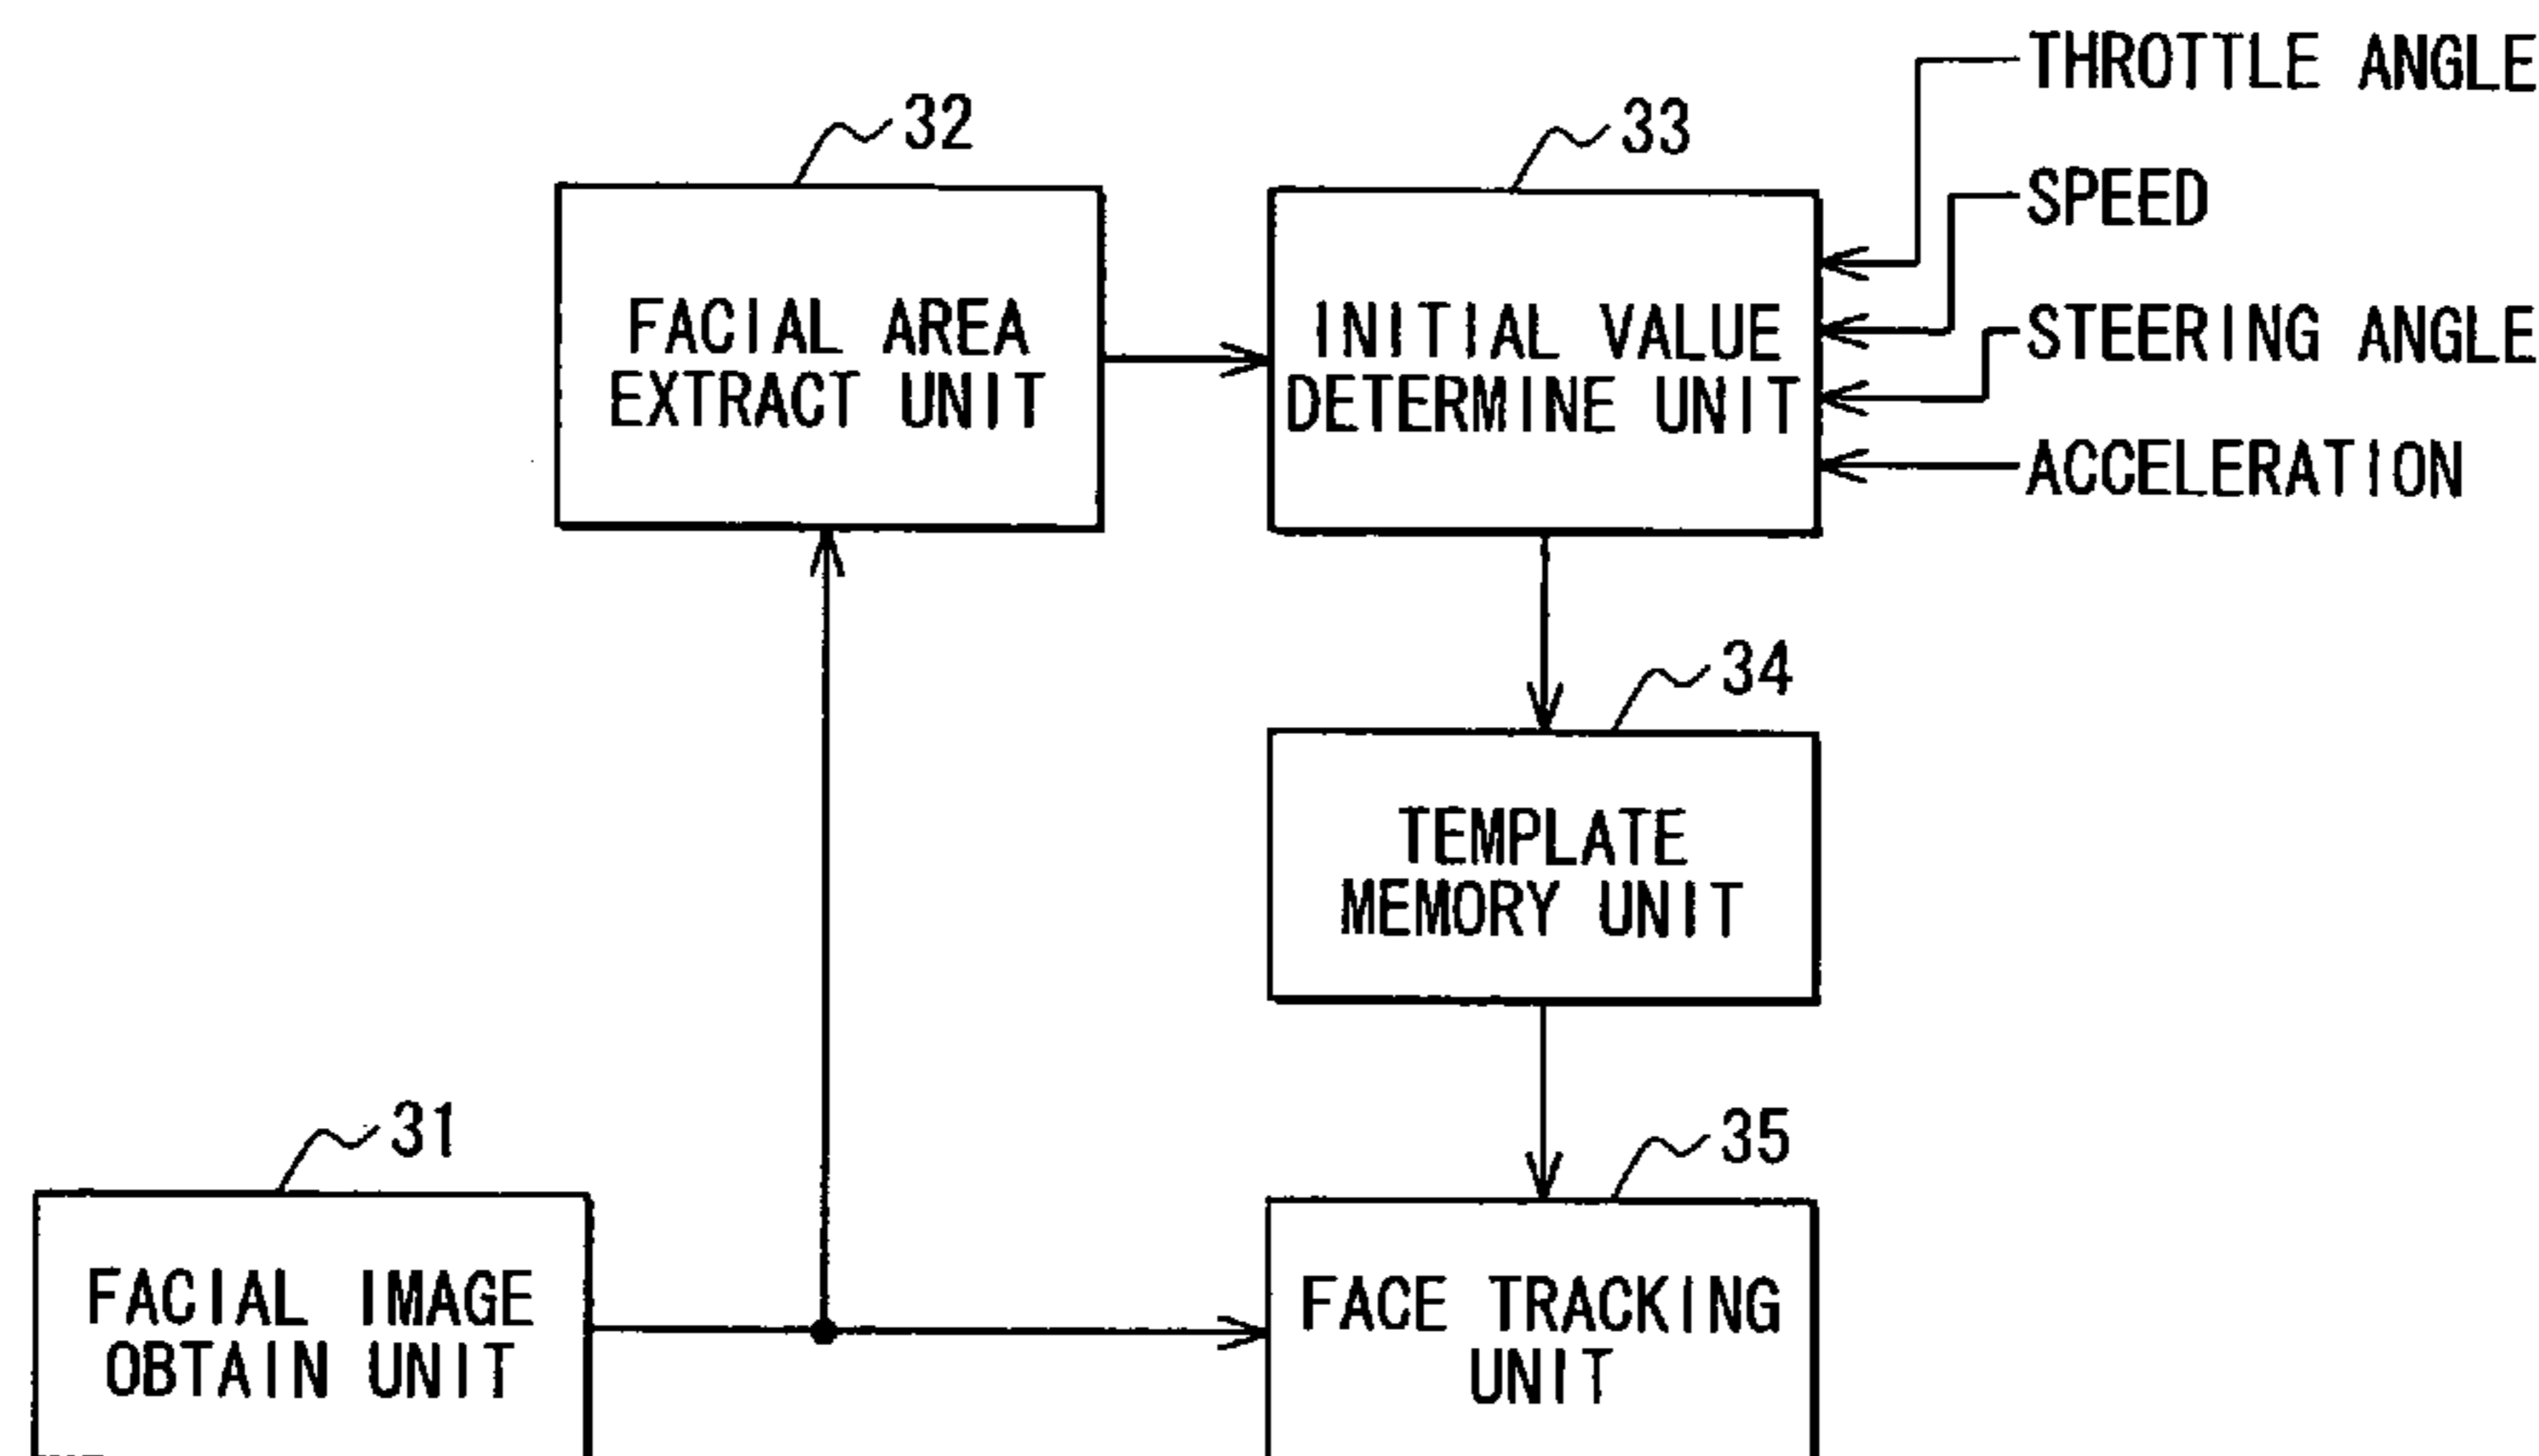 THROTTLE ANGLE
32
33
SPEED
FACIAL AREA
EXTRACT UNIT
INITIAL VALUE
DETERMINE UNIT
STEERING ANGLE
ACCELERATION
34
TEMPLATE
MEMORY UNIT
31
35
FACIAL IMAGE
OBTAIN UNIT
FACE TRACKING
UNIT